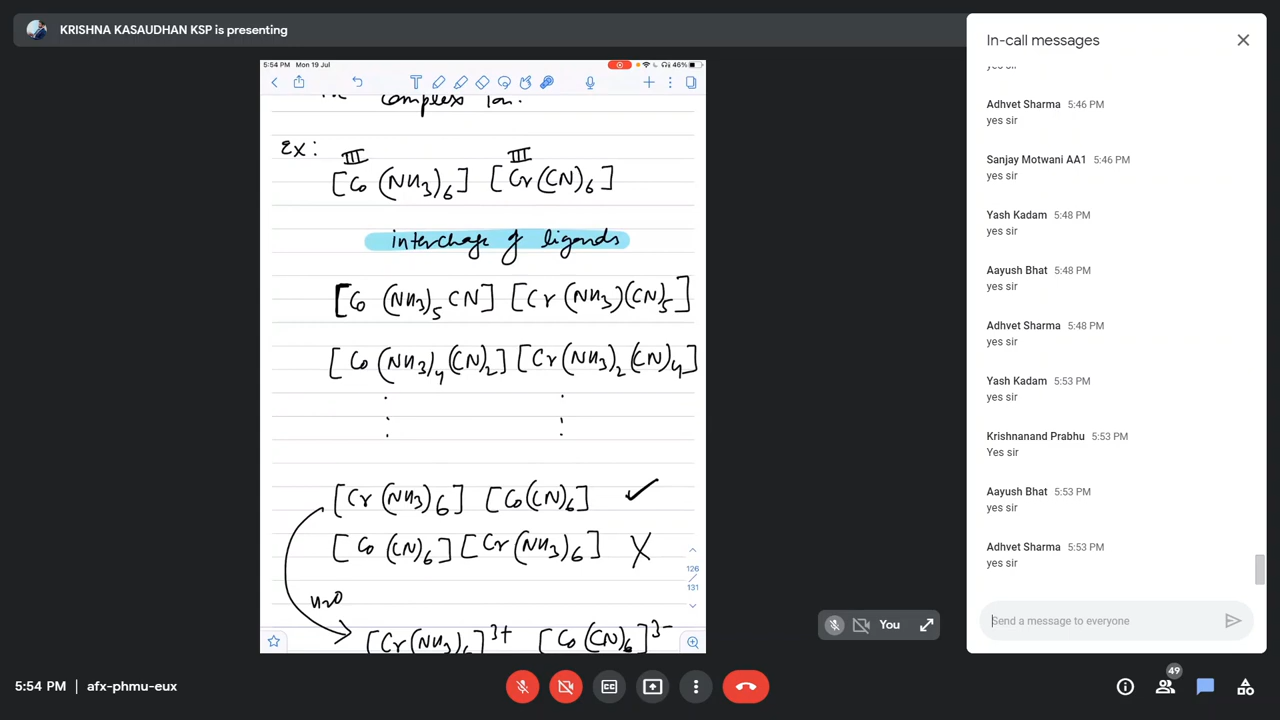 KRISHNA KASAUDHAN KSP is presenting
5:54 PM Mon 19 Jul
46%
T
complex Ion.
Ex:
III III
[Co (NH3)6] [Cr(CN)6]
interchage of ligands
[Co (NH3)5 CN] [Cr (NH3)(CN)5]
[Co(NH3)4(CN)2] [Cr(NH3)2(CN)4]
[Cr(NH3)6] [Co(CN)6] ✓
[Co (CN)6] [Cr(NH3)6] X
H2O
[Cr(NH3)6]3+ [Co(CN)6]3-
126
/
131
You
In-call messages
yes sir
Adhvet Sharma 5:46 PM
yes sir
Sanjay Motwani AA1 5:46 PM
yes sir
Yash Kadam 5:48 PM
yes sir
Aayush Bhat 5:48 PM
yes sir
Adhvet Sharma 5:48 PM
yes sir
Yash Kadam 5:53 PM
yes sir
Krishnanand Prabhu 5:53 PM
Yes sir
Aayush Bhat 5:53 PM
yes sir
Adhvet Sharma 5:53 PM
yes sir
Send a message to everyone
5:54 PM | afx-phmu-eux
CC
49